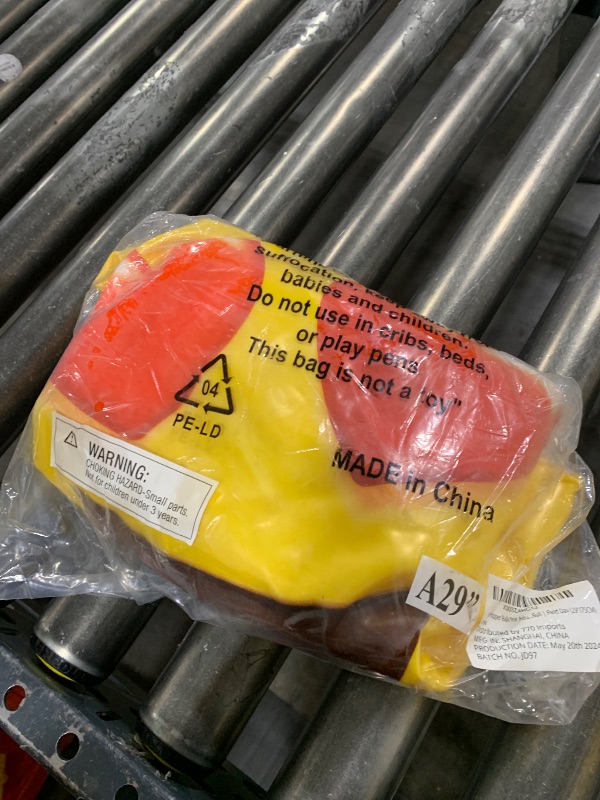 suffocation, keep
babies and children.
Do not use in cribs, beds,
or play pens.
This bag is not a toy"
04
PE-LD
WARNING:
CHOKING HAZARD-Small parts.
Not for children under 3 years.
MADE in China
A29"
Distributed by 770 Imports
MFG IN: SHANGHAI, CHINA
PRODUCTION DATE: May 20th 2024
BATCH NO. JD97